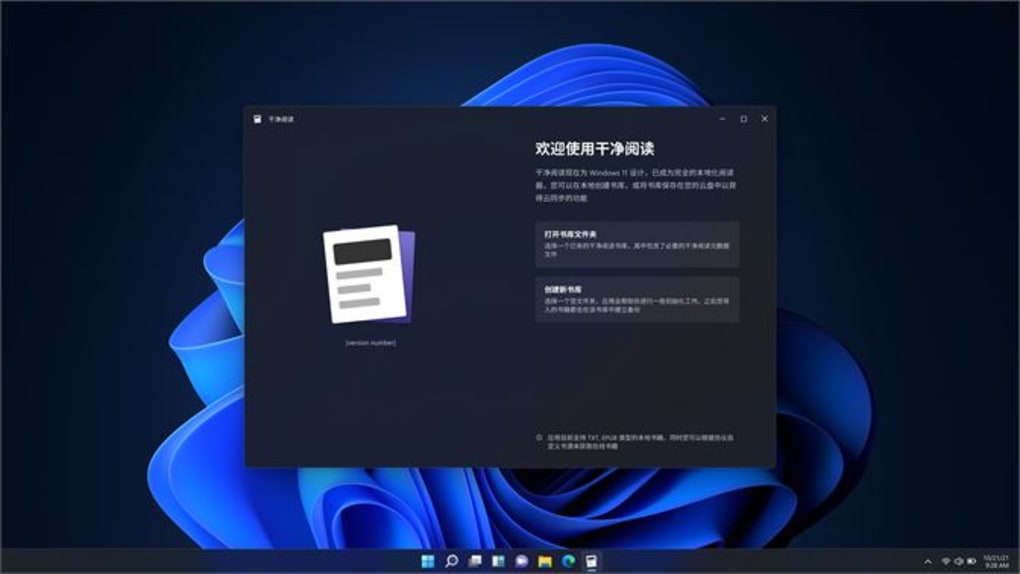 干净阅读
欢迎使用干净阅读
干净阅读现在为 Windows 11 设计，已成为完全的本地化阅读
器，您可以在本地创建书库，或将书库保存在您的云盘中以获
得云同步的功能
打开书库文件夹
选择一个已有的干净阅读书库，其中包含了必要的干净阅读元数据
文件
创建新书库
选择一个空文件夹，应用会帮助你进行一些初始化工作，之后您导
入的书籍都会在该书库中建立备份
[version number]
应用目前支持 TXT, EPUB 类型的本地书籍，同时您可以根据协议自
定义书源来获取在线书籍
10/21/21
9:28 AM